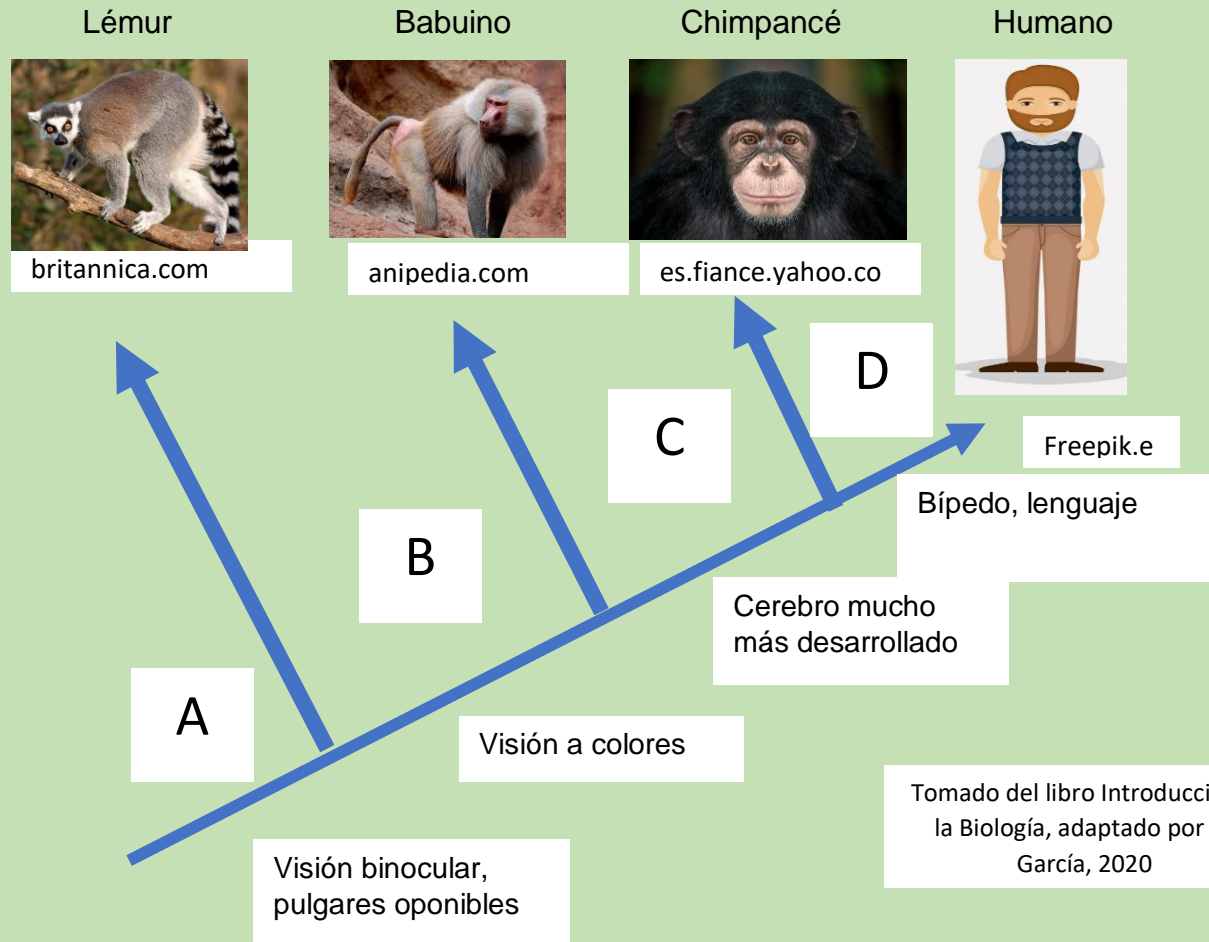 Lémur
Babuino
Chimpancé
Humano
britannica.com
anipedia.com
es.fiance.yahoo.co
Freepik.e
D
C
B
A
Bípedo, lenguaje
Cerebro mucho
más desarrollado
Visión a colores
Visión binocular,
pulgares oponibles
Tomado del libro Introducci
la Biología, adaptado por
García, 2020